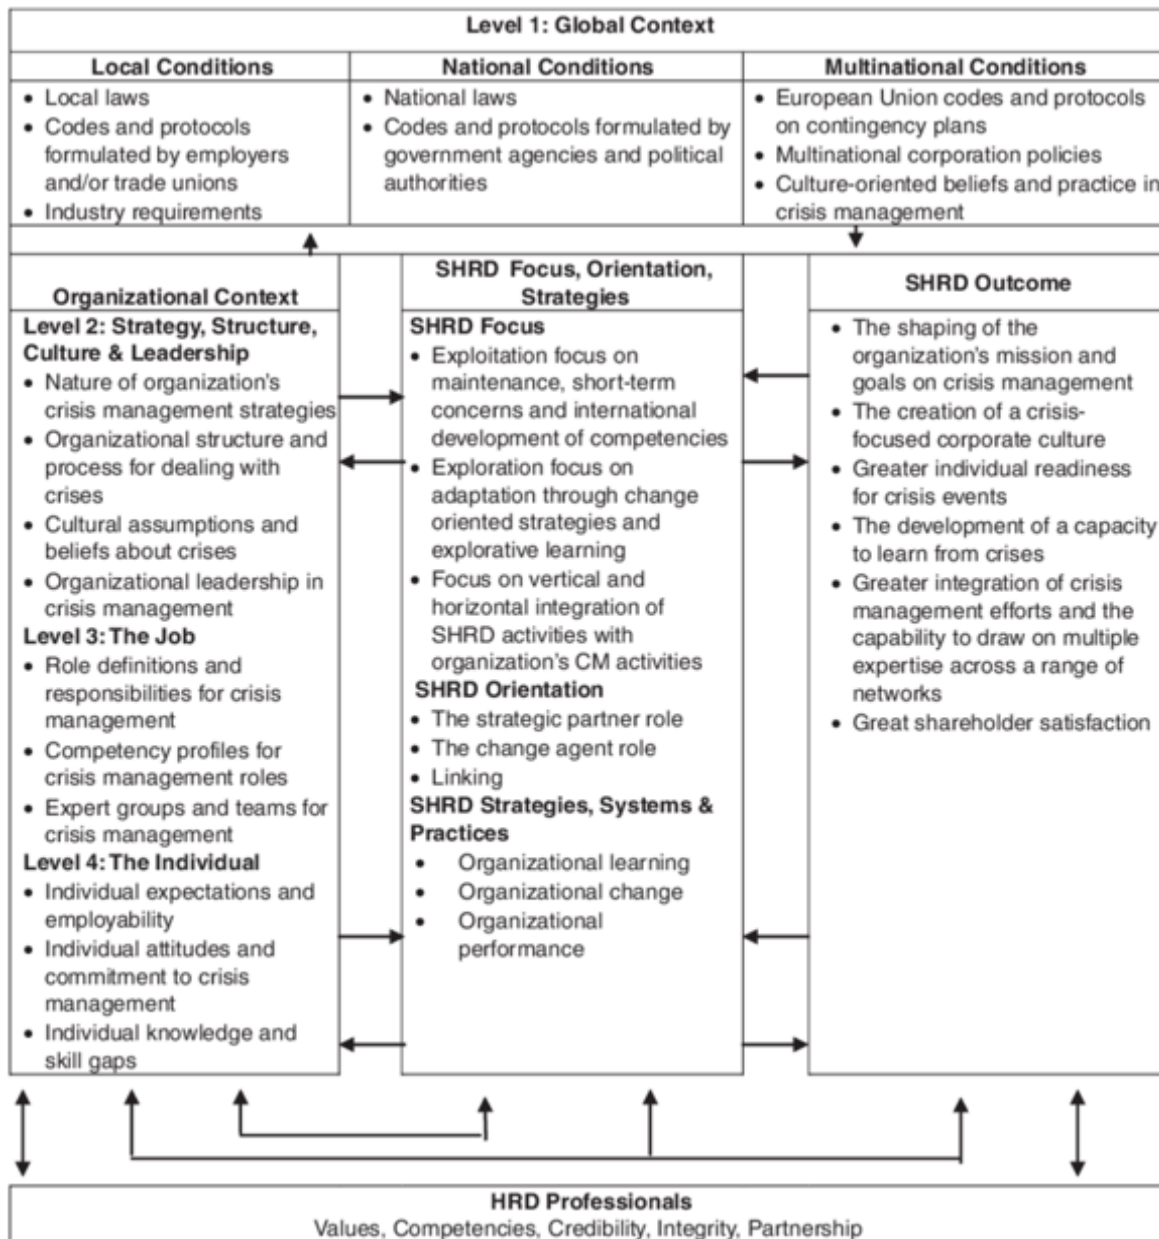 Level 1: Global Context
Local Conditions
• Local laws
• Codes and protocols
formulated by employers
and/or trade unions
• Industry requirements
National Conditions
• National laws
• Codes and protocols formulated by
government agencies and political
authorities
Multinational Conditions
• European Union codes and protocols
on contingency plans
• Multinational corporation policies
• Culture-oriented beliefs and practice in
crisis management
Organizational Context
Level 2: Strategy, Structure,
Culture & Leadership
• Nature of organization's
crisis management strategies
• Organizational structure and
process for dealing with
crises
• Cultural assumptions and
beliefs about crises
• Organizational leadership in
crisis management
Level 3: The Job
• Role definitions and
responsibilities for crisis
management
• Competency profiles for
crisis management roles
• Expert groups and teams for
crisis management
Level 4: The Individual
• Individual expectations and
employability
• Individual attitudes and
commitment to crisis
management
• Individual knowledge and
skill gaps
SHRD Focus, Orientation,
Strategies
SHRD Focus
• Exploitation focus on
maintenance, short-term
concerns and international
development of competencies
• Exploration focus on
adaptation through change
oriented strategies and
explorative learning
• Focus on vertical and
horizontal integration of
SHRD activities with
organization's CM activities
SHRD Orientation
• The strategic partner role
• The change agent role
• Linking
SHRD Strategies, Systems &
Practices
• Organizational learning
• Organizational change
• Organizational
performance
SHRD Outcome
• The shaping of the
organization's mission and
goals on crisis management
• The creation of a crisis-
focused corporate culture
• Greater individual readiness
for crisis events
• The development of a capacity
to learn from crises
• Greater integration of crisis
management efforts and the
capability to draw on multiple
expertise across a range of
networks
• Great shareholder satisfaction
HRD Professionals
Values, Competencies, Credibility, Integrity, Partnership